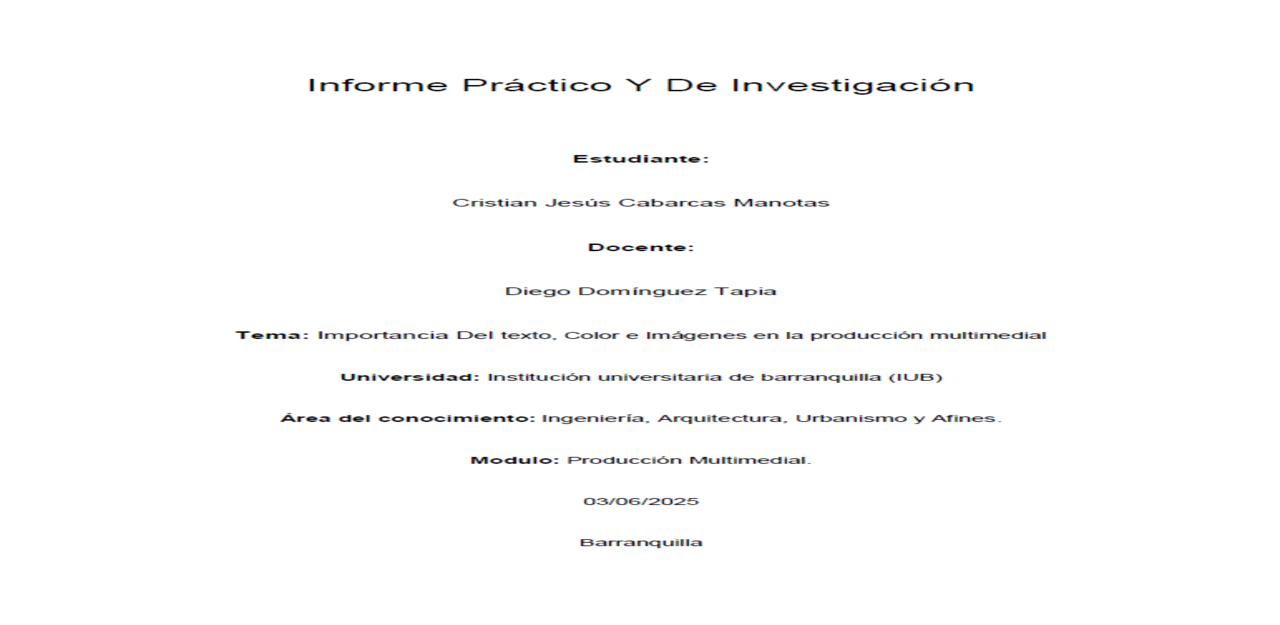 Informe Práctico Y De Investigación
Estudiante:
Cristian Jesús Cabarcas Manotas
Docente:
Diego Domínguez Tapia
Tema: Importancia Del texto, Color e Imágenes en la producción multimedial
Universidad: Institución universitaria de barranquilla (IUB)
Área del conocimiento: Ingeniería, Arquitectura, Urbanismo y Afines.
Modulo: Producción Multimedial.
03/06/2025
Barranquilla